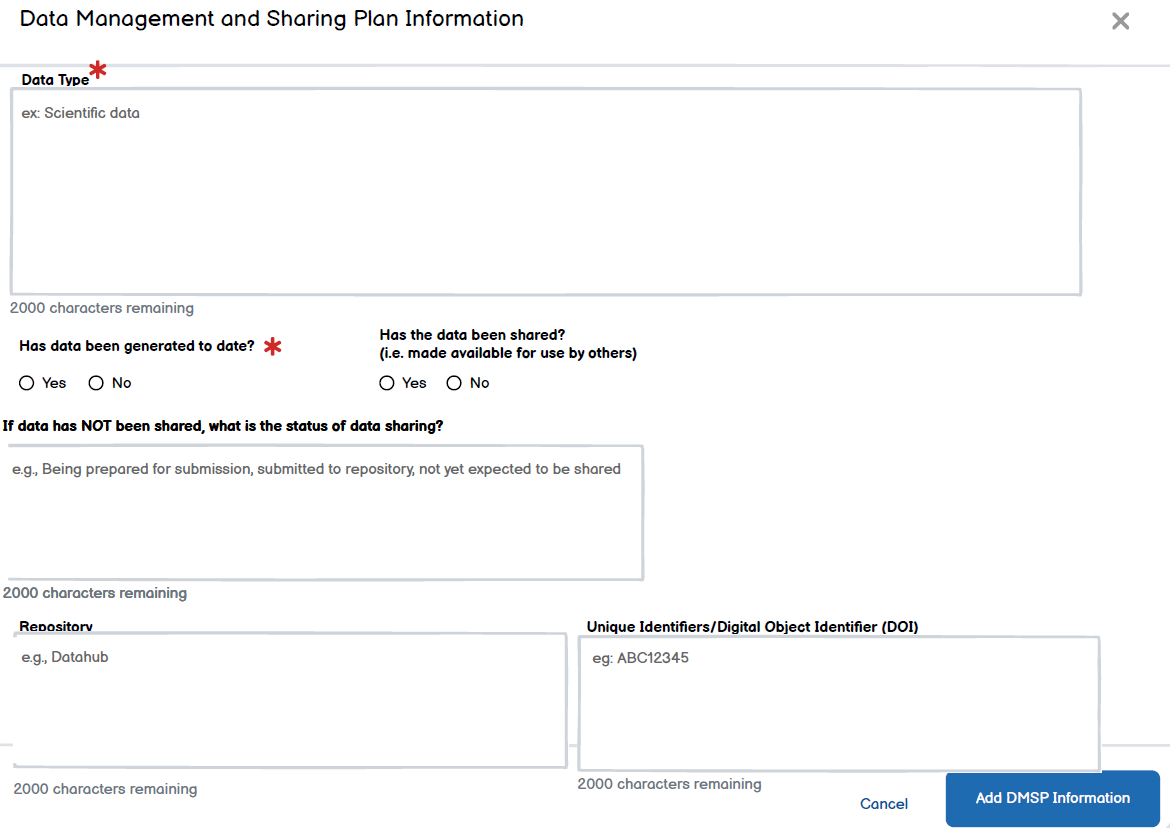 Data Management and Sharing Plan Information
Data Type*
ex: Scientific data
2000 characters remaining
Has data been generated to date? *
Has the data been shared?
(i.e. made available for use by others)
Yes No
Yes No
If data has NOT been shared, what is the status of data sharing?
e.g., Being prepared for submission, submitted to repository, not yet expected to be shared
2000 characters remaining
Repository
Unique Identifiers/Digital Object Identifier (DOI)
e.g., Datahub
eg: ABC12345
2000 characters remaining
2000 characters remaining
Cancel
Add DMSP Information